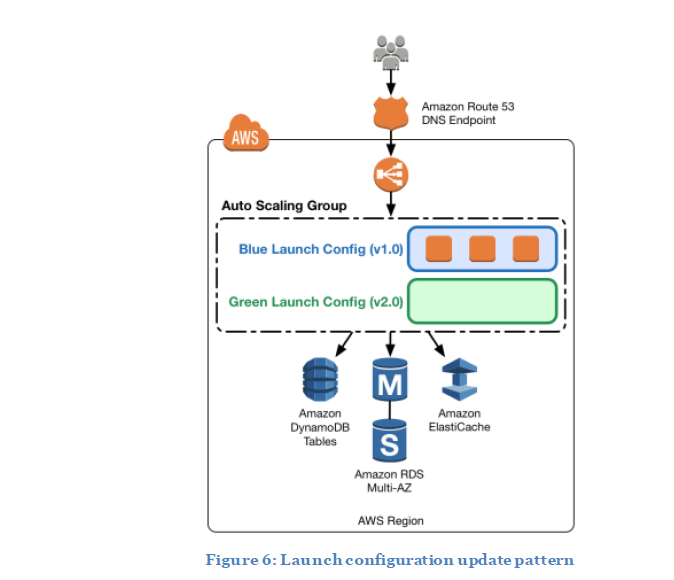 Amazon Route 53
DNS Endpoint
AWS
Auto Scaling Group
Blue Launch Config (v1.0)
Green Launch Config (v2.0)
M
Amazon
DynamoDB
Tables
Amazon
ElastiCache
S
Amazon RDS
Multi-AZ
AWS Region
Figure 6: Launch configuration update pattern